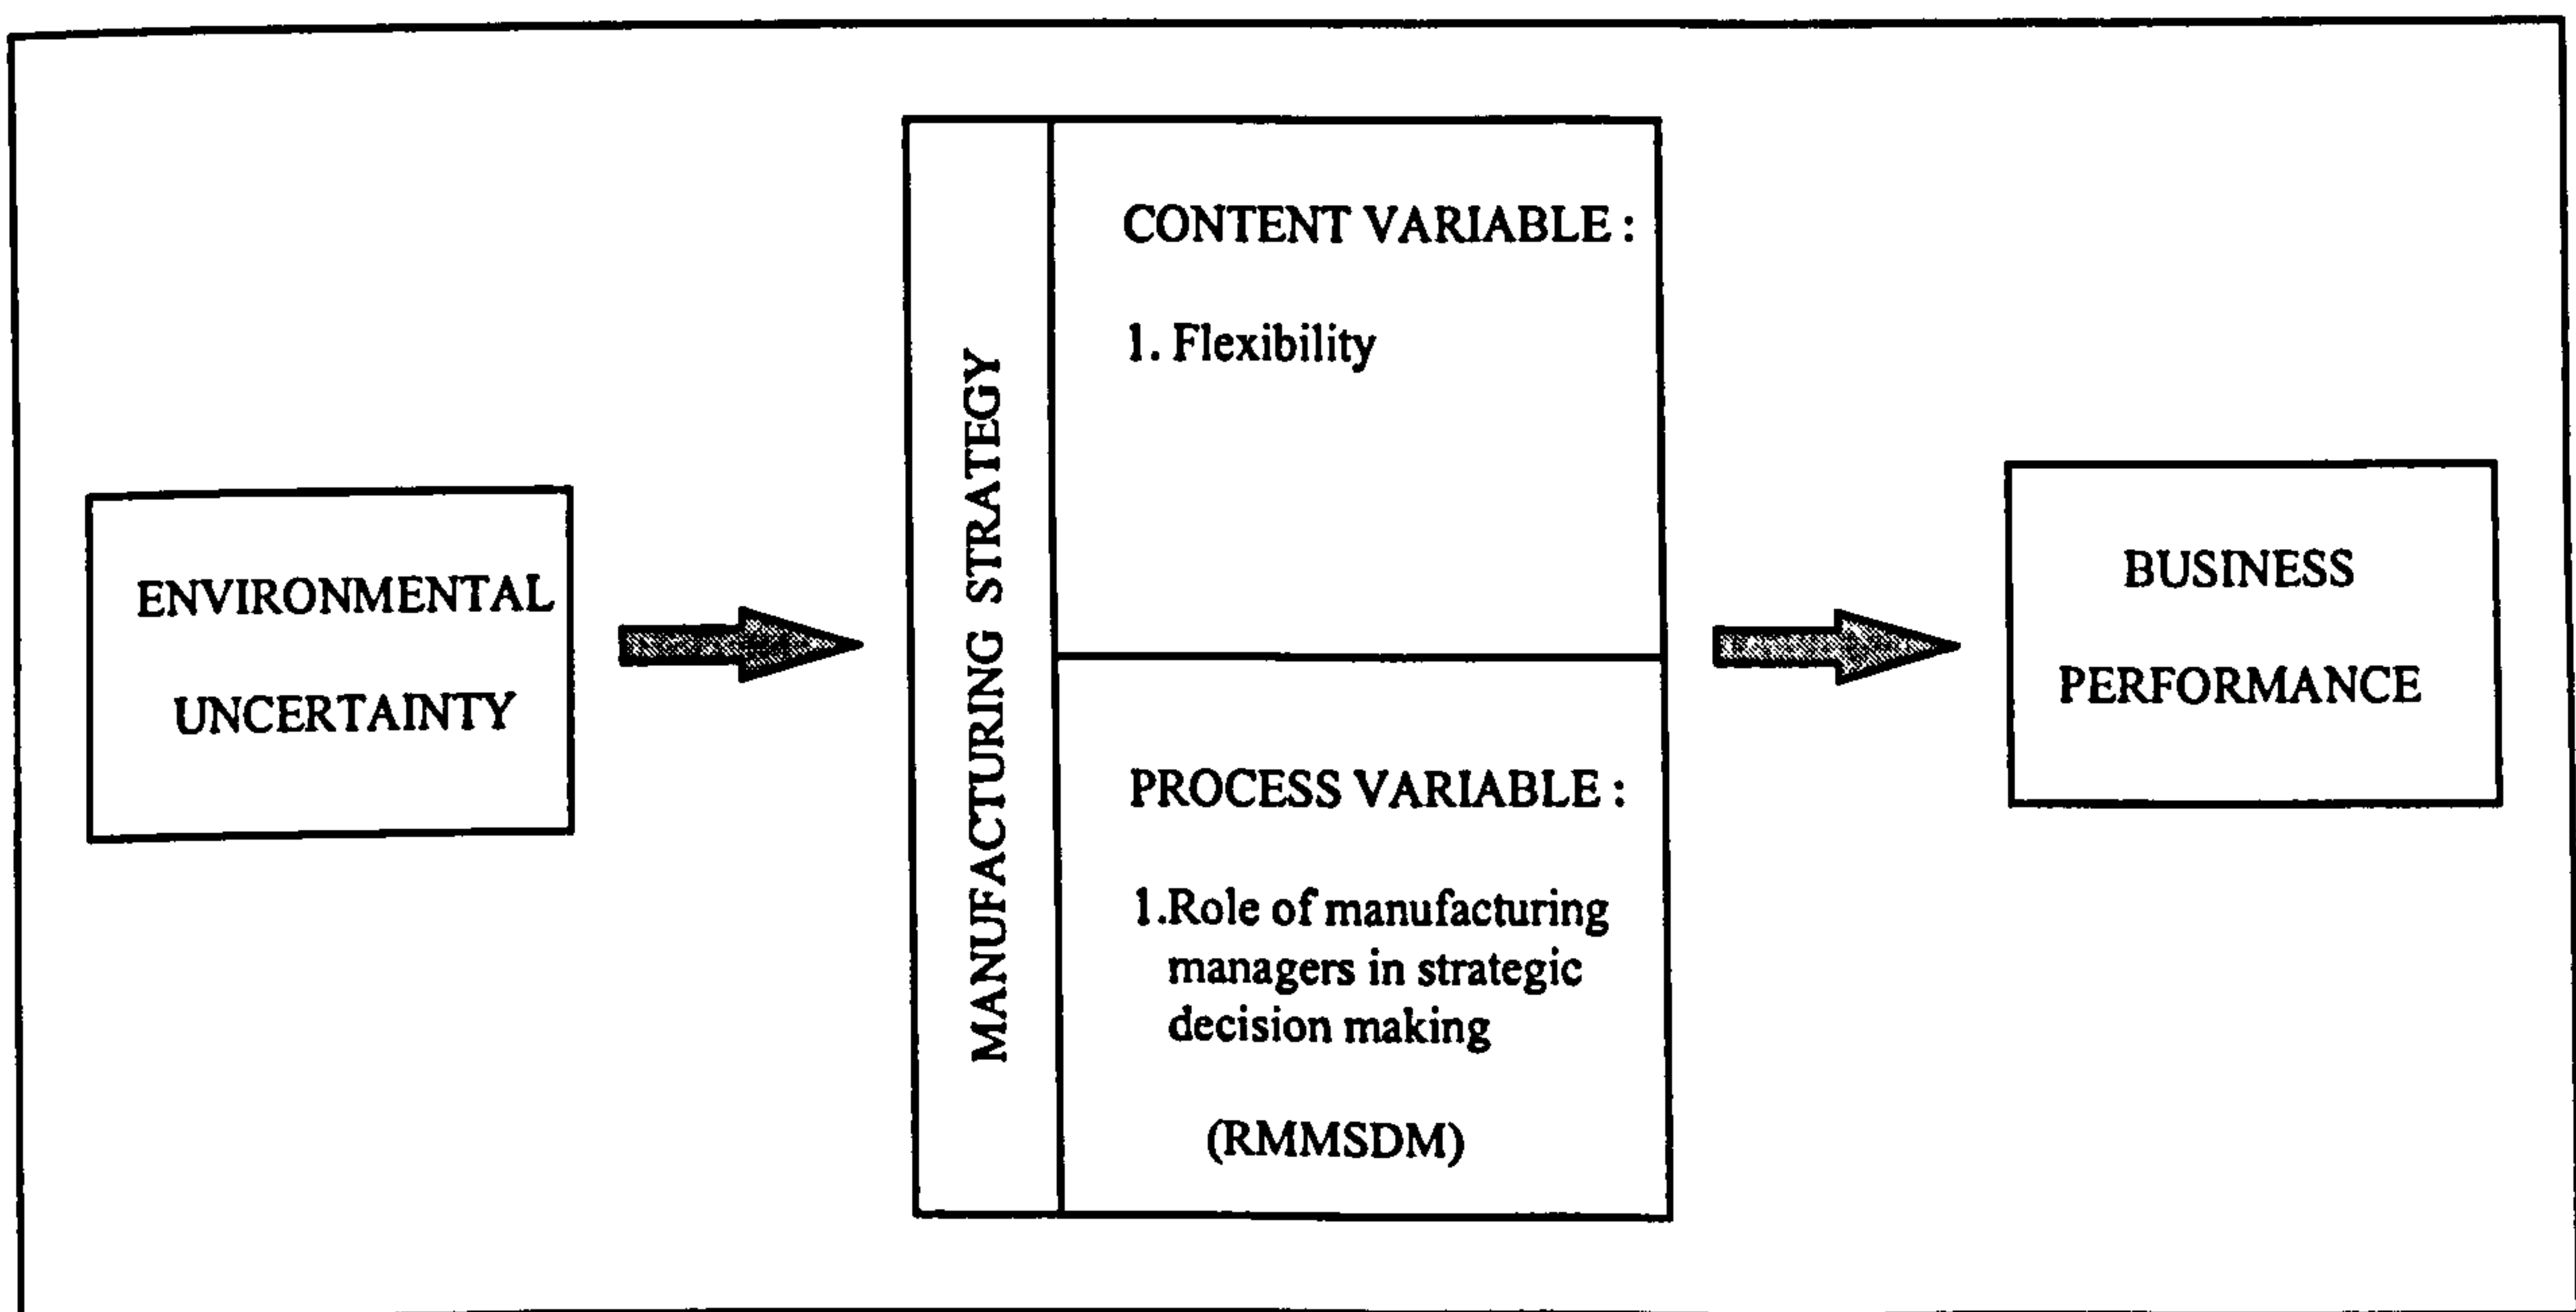 ENVIRONMENTAL
UNCERTAINTY
MANUFACTURING STRATEGY
CONTENT VARIABLE :
1. Flexibility
PROCESS VARIABLE :
1.Role of manufacturing
managers in strategic
decision making
(RMMSDM)
BUSINESS
PERFORMANCE